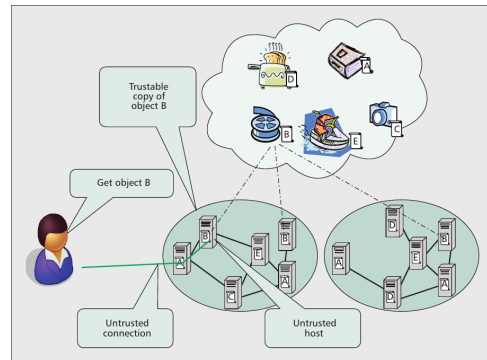 D
A
Trustable
copy of
object B
B
E
C
Get object B
B
B
E
A
C
A
D
B
E
A
D
A
Untrusted
connection
Untrusted
host